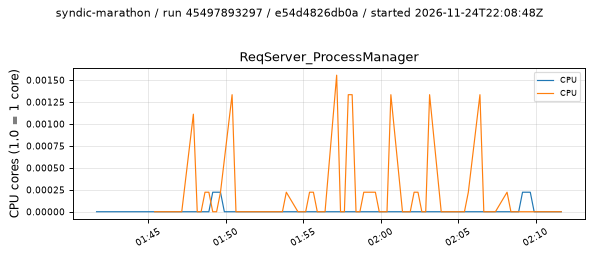 syndic-marathon / run 45497893297 / e54d4826db0a / started 2026-11-24T22:08:48Z
ReqServer_ProcessManager
CPU cores (1.0 = 1 core)
0.00150
0.00125
0.00100
0.00075
0.00050
0.00025
0.00000
CPU
CPU
01:45
01:50
01:55
02:00
02:05
02:10